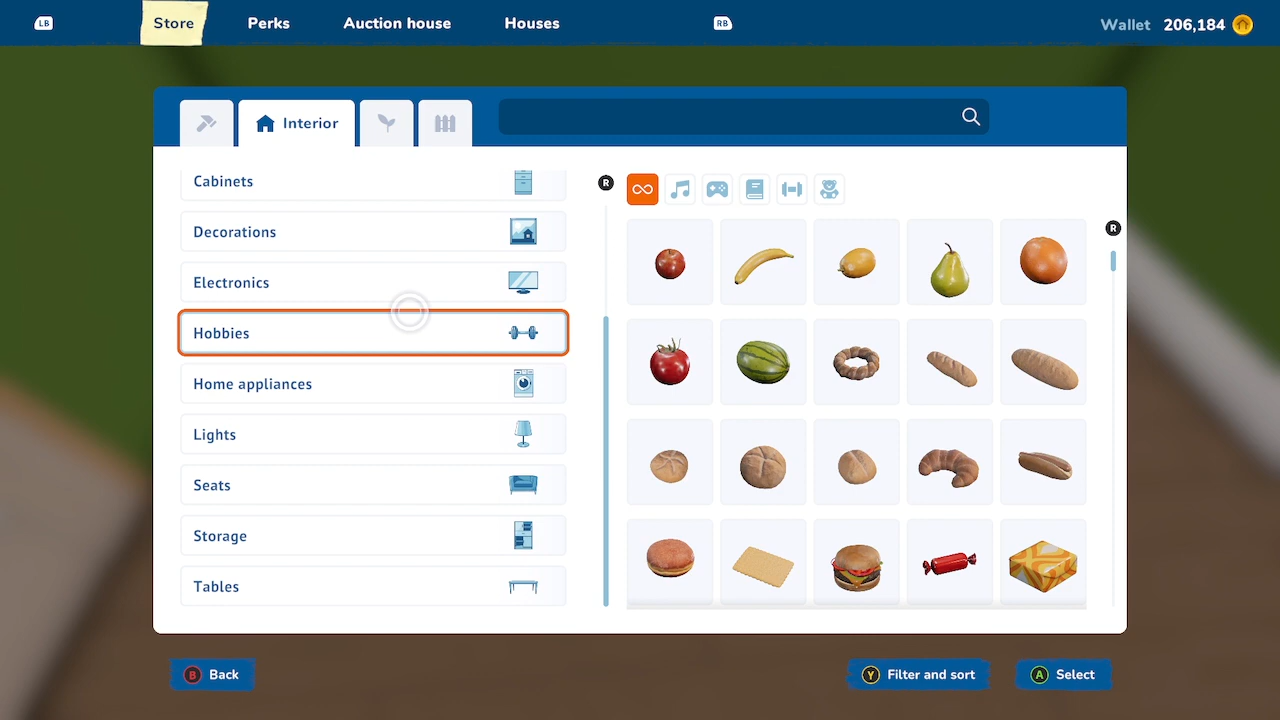 LB
Store
Perks
Auction house
Houses
RB
Wallet 206,184
Interior
Cabinets
Decorations
Electronics
Hobbies
Home appliances
Lights
Seats
Storage
Tables
R
R
B Back
Y Filter and sort
A Select